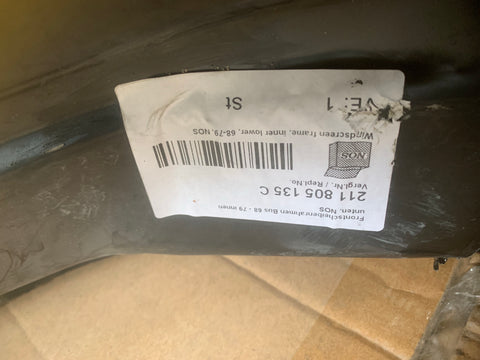 Frontscheibenrahmen Bus 68 - 79 innen
unten, NOS
211 805 135 C
Vergl.Nr. / Repl.No.
NOS
Windscreen frame, inner lower, 68-79, NOS
VE: 1 St